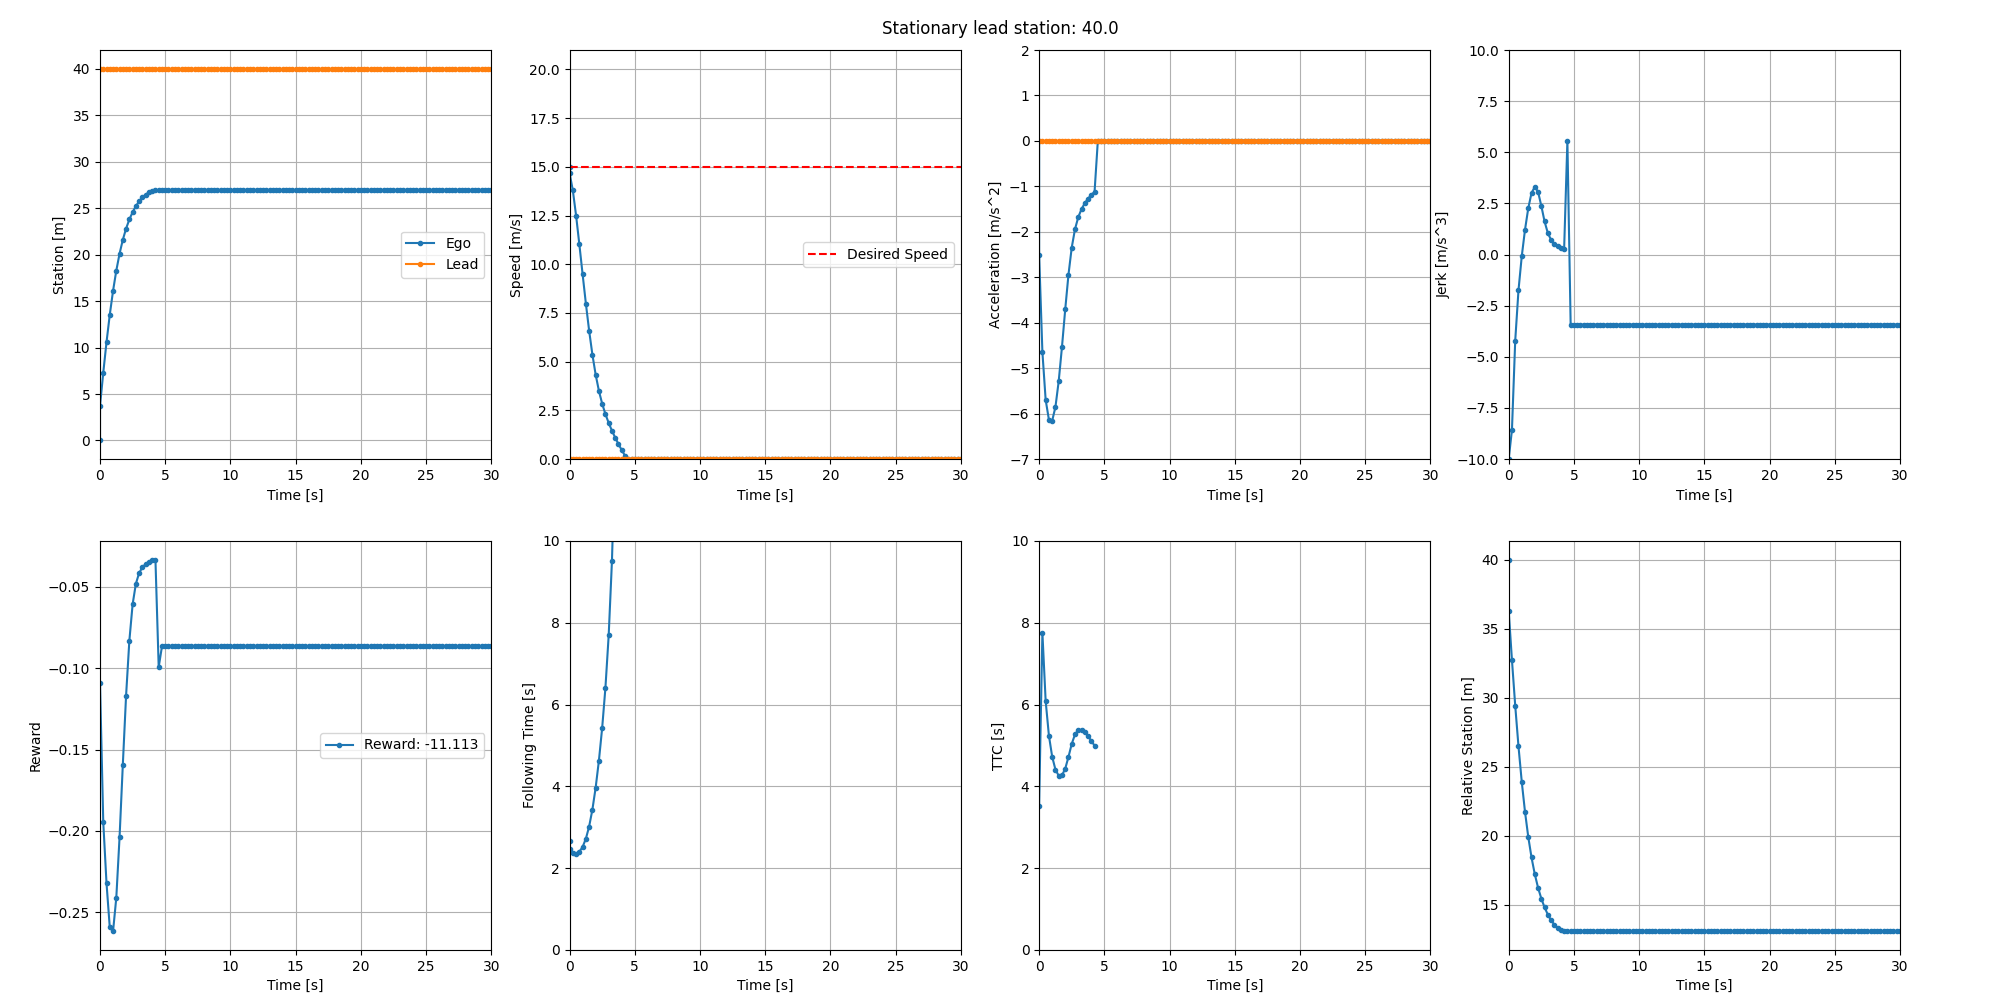 Stationary lead station: 40.0
40
35
30
25
20
15
10
5
0
Station [m]
Ego
Lead
0 5 10 15 20 25 30
Time [s]
20.0
17.5
15.0
12.5
10.0
7.5
5.0
2.5
0.0
Speed [m/s]
Desired Speed
0 5 10 15 20 25 30
Time [s]
2
1
0
−1
−2
−3
−4
−5
−6
−7
Acceleration [m/s^2]
0 5 10 15 20 25 30
Time [s]
10.0
7.5
5.0
2.5
0.0
−2.5
−5.0
−7.5
−10.0
Jerk [m/s^3]
0 5 10 15 20 25 30
Time [s]
−0.05
−0.10
−0.15
−0.20
−0.25
Reward
Reward: -11.113
0 5 10 15 20 25 30
Time [s]
10
8
6
4
2
0
Following Time [s]
0 5 10 15 20 25 30
Time [s]
10
8
6
4
2
0
TTC [s]
0 5 10 15 20 25 30
Time [s]
40
35
30
25
20
15
Relative Station [m]
0 5 10 15 20 25 30
Time [s]